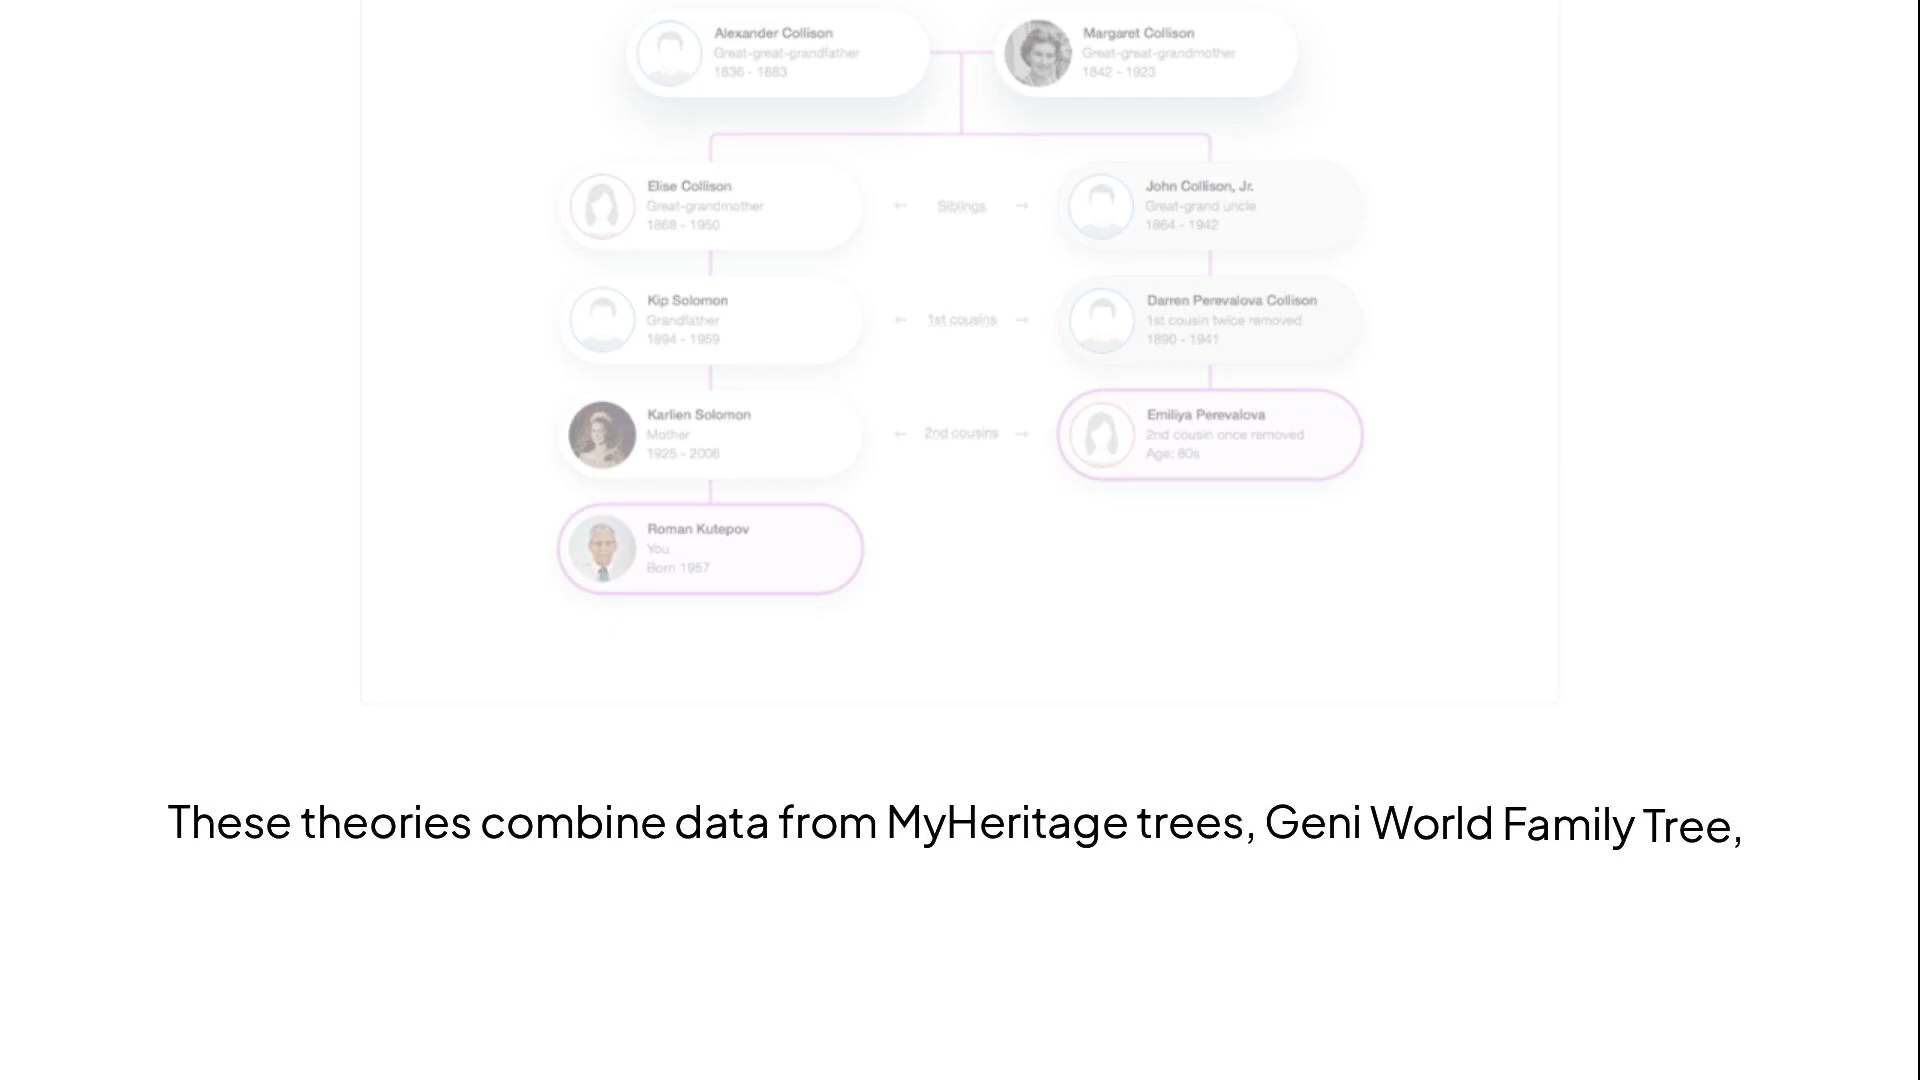 Alexander Collison
Great-great-grandfather
1836 - 1883
Margaret Collison
Great-great-grandmother
1842 - 1923
Elise Collison
Great-grandmother
1868 - 1950
← Siblings →
John Collison, Jr.
Great-grand uncle
1864 - 1942
Kip Solomon
Grandfather
1894 - 1959
← 1st cousins →
Darren Perevalova Collison
1st cousin twice removed
1890 - 1941
Karlien Solomon
Mother
1925 - 2006
← 2nd cousins →
Emiliya Perevalova
2nd cousin once removed
Age: 80s
Roman Kutepov
You
Born 1957
These theories combine data from MyHeritage trees, Geni World Family Tree,